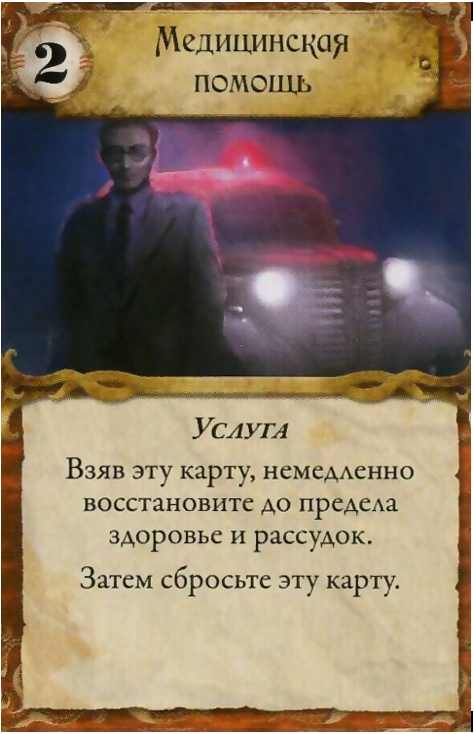 2
Медицинская
помощь
Услуга
Взяв эту карту, немедленно
восстановите до предела
здоровье и рассудок.
Затем сбросьте эту карту.